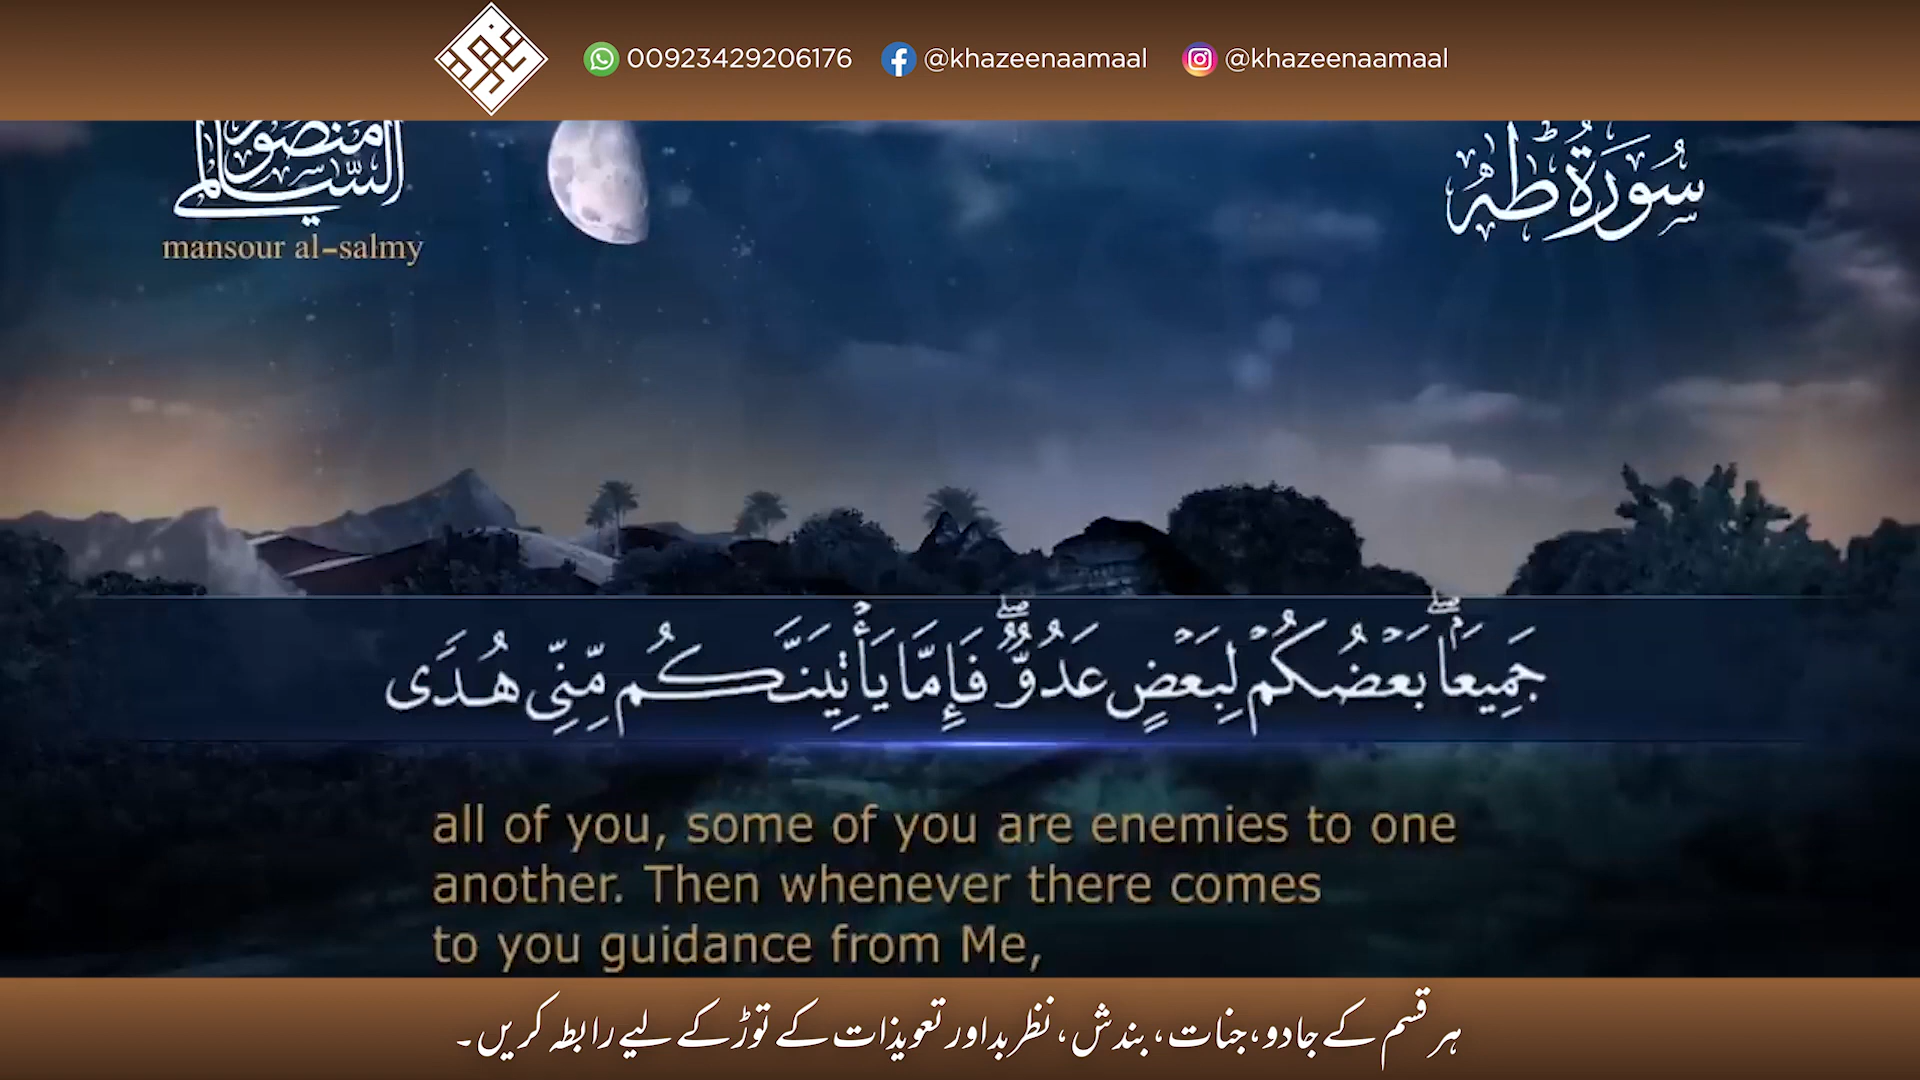 00923429206176 @khazeenaamaal @khazeenaamaal
منصور
السالمي
mansour al-salmy
سُورَةُ طه
جَمِيعًاۖ بَعْضُكُمْ لِبَعْضٍ عَدُوٌّۖ فَإِمَّا يَأْتِيَنَّكُم مِّنِّي هُدًى
all of you, some of you are enemies to one
another. Then whenever there comes
to you guidance from Me,
ہر قسم کے جادو، جنات، بندش، نظر بد اور تعویذات کے توڑ کے لیے رابطہ کریں۔